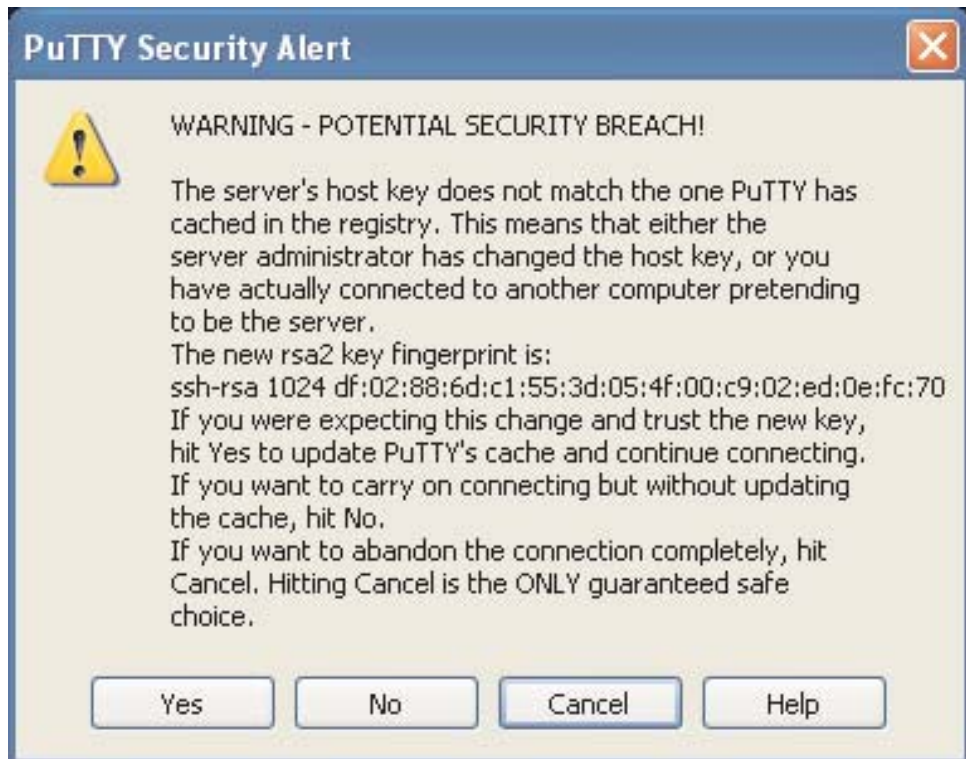 PuTTY Security Alert
WARNING - POTENTIAL SECURITY BREACH!
The server's host key does not match the one PuTTY has
cached in the registry. This means that either the
server administrator has changed the host key, or you
have actually connected to another computer pretending
to be the server.
The new rsa2 key fingerprint is:
ssh-rsa 1024 df:02:88:6d:c1:55:3d:05:4f:00:c9:02:ed:0e:fc:70
If you were expecting this change and trust the new key,
hit Yes to update PuTTY's cache and continue connecting.
If you want to carry on connecting but without updating
the cache, hit No.
If you want to abandon the connection completely, hit
Cancel. Hitting Cancel is the ONLY guaranteed safe
choice.
Yes No Cancel Help